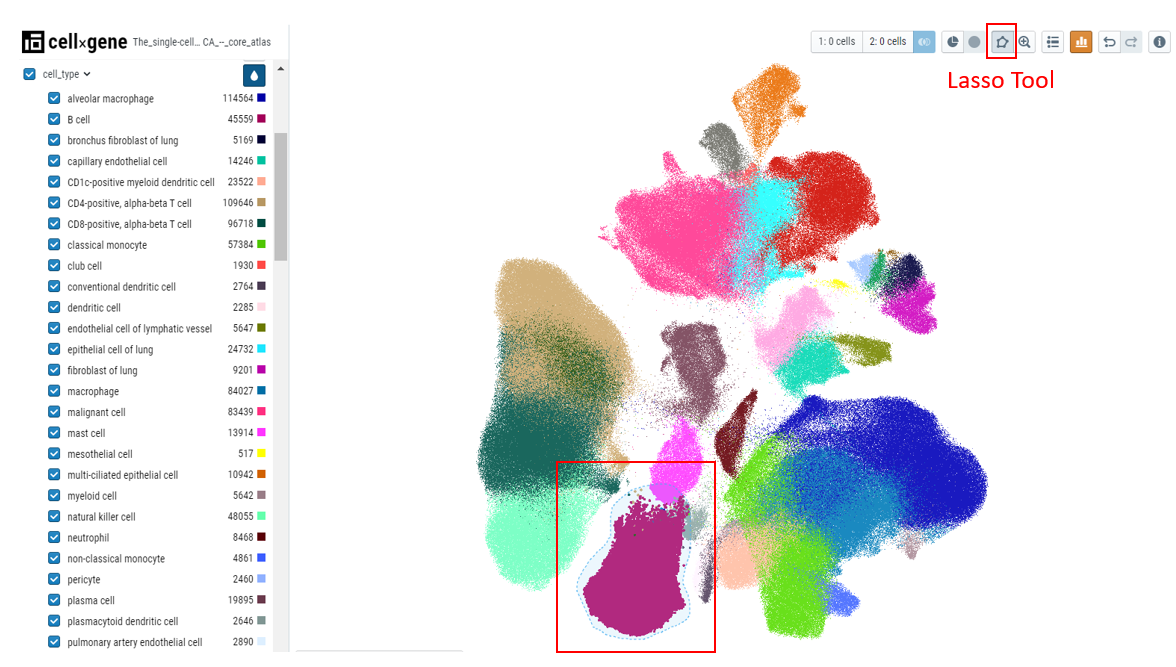 cellxgene The_single-cell… CA_--_core_atlas
1: 0 cells 2: 0 cells
Lasso Tool
cell_type
alveolar macrophage 114564
B cell 45559
bronchus fibroblast of lung 5169
capillary endothelial cell 14246
CD1c-positive myeloid dendritic cell 23522
CD4-positive, alpha-beta T cell 109646
CD8-positive, alpha-beta T cell 96718
classical monocyte 57384
club cell 1930
conventional dendritic cell 2764
dendritic cell 2285
endothelial cell of lymphatic vessel 5647
epithelial cell of lung 24732
fibroblast of lung 9201
macrophage 84027
malignant cell 83439
mast cell 13914
mesothelial cell 517
multi-ciliated epithelial cell 10942
myeloid cell 5642
natural killer cell 48055
neutrophil 8468
non-classical monocyte 4861
pericyte 2460
plasma cell 19895
plasmacytoid dendritic cell 2646
pulmonary artery endothelial cell 2890